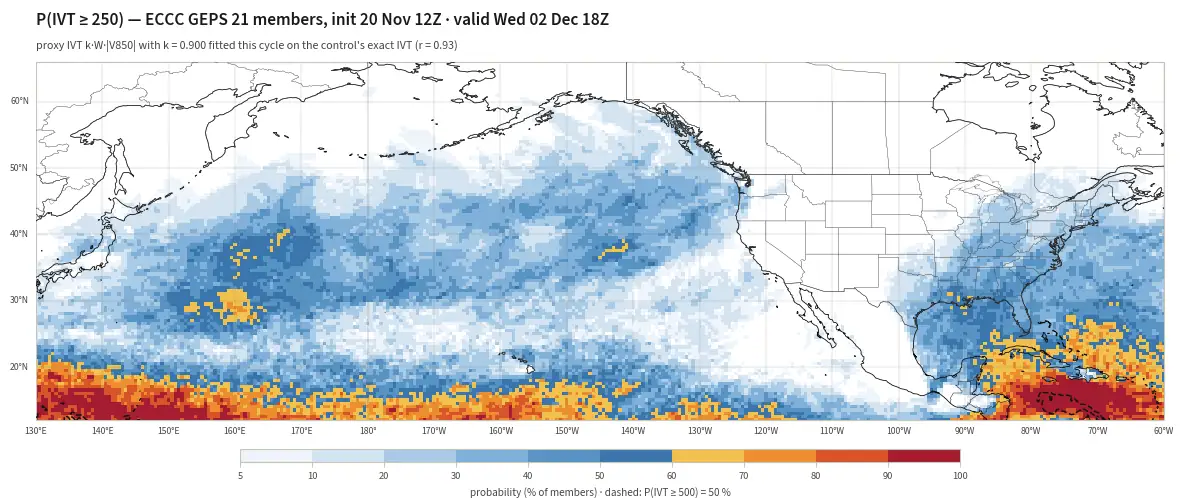 P(IVT ≥ 250) — ECCC GEPS 21 members, init 20 Nov 12Z · valid Wed 02 Dec 18Z
proxy IVT k·W·|V850| with k = 0.900 fitted this cycle on the control's exact IVT (r = 0.93)
60°N
50°N
40°N
30°N
20°N
130°E 140°E 150°E 160°E 170°E 180° 170°W 160°W 150°W 140°W 130°W 120°W 110°W 100°W 90°W 80°W 70°W 60°W
5 10 20 30 40 50 60 70 80 90 100
probability (% of members) · dashed: P(IVT ≥ 500) = 50 %